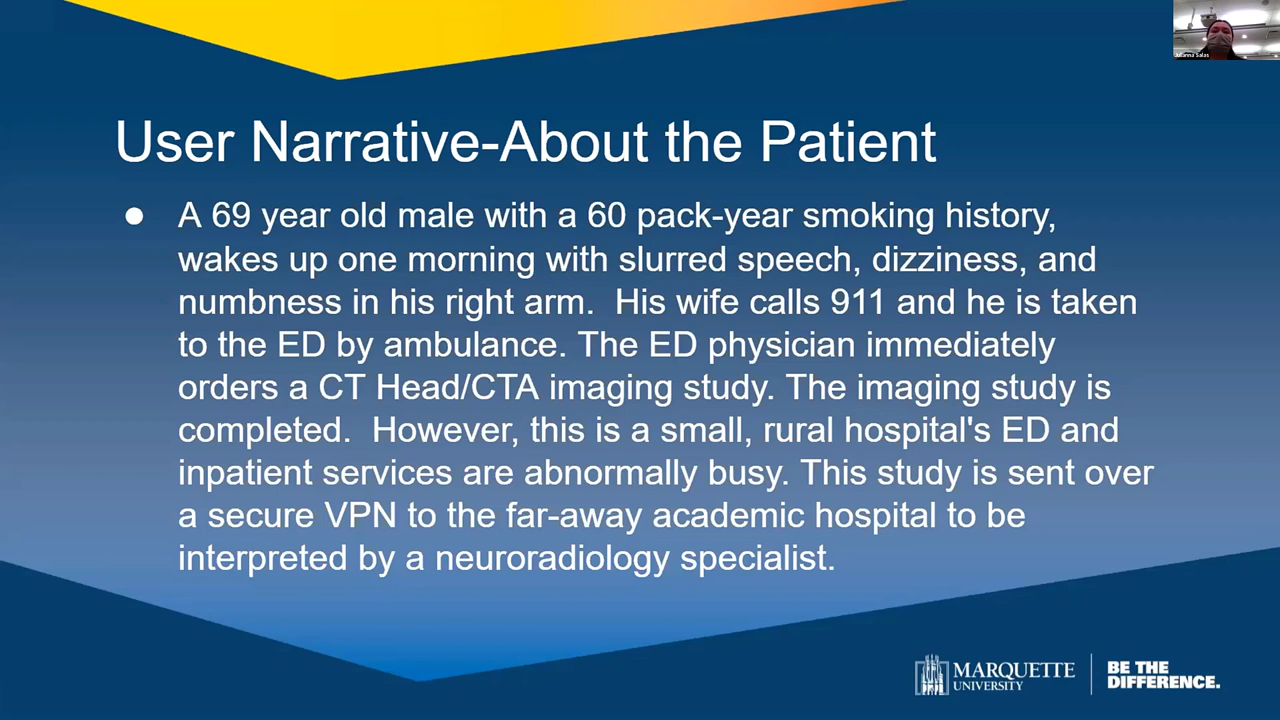 User Narrative-About the Patient
● A 69 year old male with a 60 pack-year smoking history,
wakes up one morning with slurred speech, dizziness, and
numbness in his right arm.  His wife calls 911 and he is taken
to the ED by ambulance. The ED physician immediately
orders a CT Head/CTA imaging study. The imaging study is
completed.  However, this is a small, rural hospital's ED and
inpatient services are abnormally busy. This study is sent over
a secure VPN to the far-away academic hospital to be
interpreted by a neuroradiology specialist.
MARQUETTE
UNIVERSITY
BE THE
DIFFERENCE.